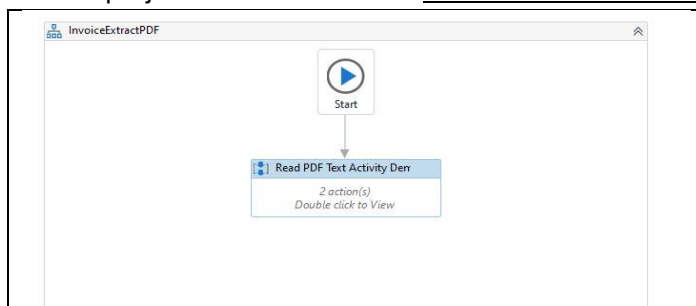 InvoiceExtractPDF
Start
Read PDF Text Activity Den
2 action(s)
Double click to View